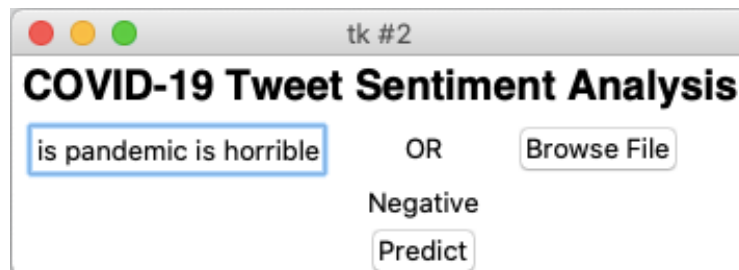 tk #2
COVID-19 Tweet Sentiment Analysis
is pandemic is horrible OR Browse File
Negative
Predict